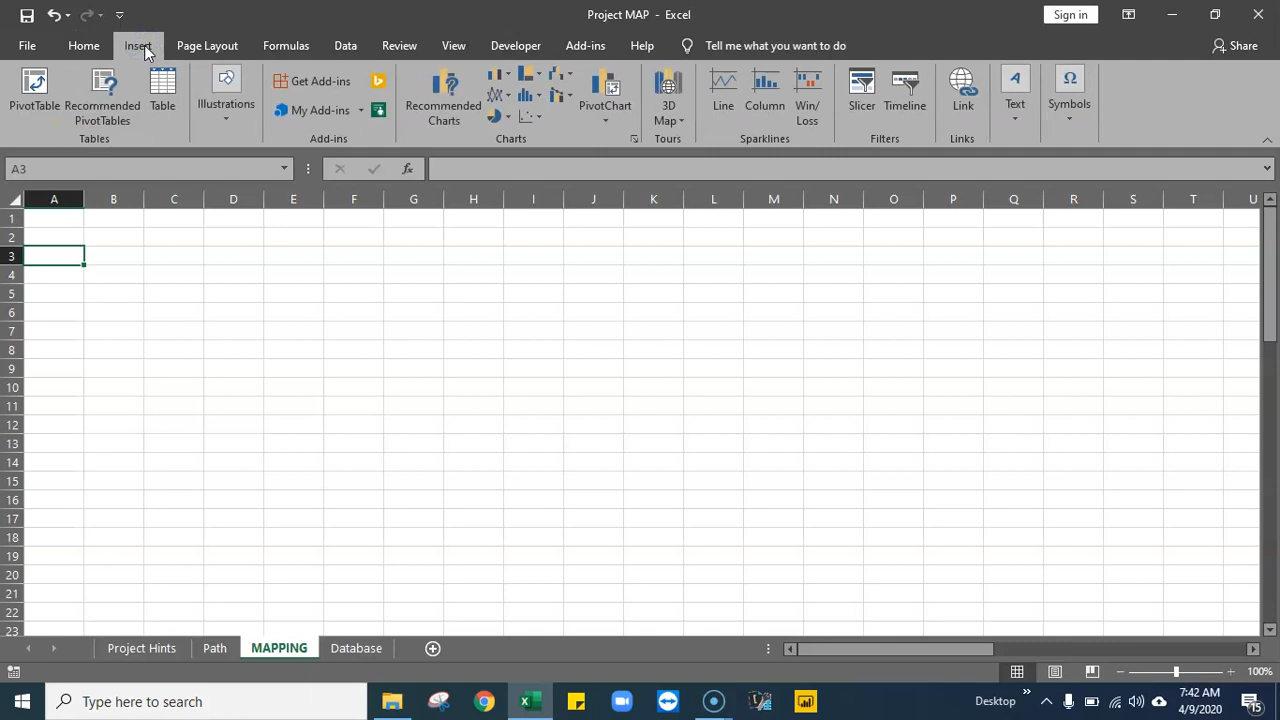 Project MAP - Excel
Sign in
File Home Insert Page Layout Formulas Data Review View Developer Add-ins Help Tell me what you want to do Share
PivotTable Recommended PivotTables Table
Illustrations
Get Add-ins
My Add-ins
Recommended Charts
PivotChart
3D Map
Line Column Win/Loss
Slicer Timeline
Link
Text
Symbols
Tables Add-ins Charts Tours Sparklines Filters Links
A3
fx
A B C D E F G H I J K L M N O P Q R S T U
1
2
3
4
5
6
7
8
9
10
11
12
13
14
15
16
17
18
19
20
21
22
23
Project Hints Path MAPPING Database
100%
Type here to search
Desktop
7:42 AM
4/9/2020
15